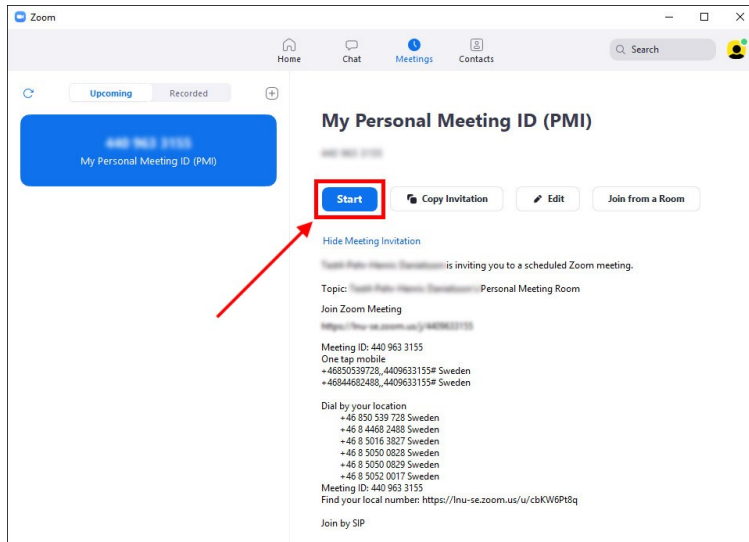 Zoom
Home Chat Meetings Contacts
Search
Upcoming Recorded
My Personal Meeting ID (PMI)
My Personal Meeting ID (PMI)
Start Copy Invitation Edit Join from a Room
Hide Meeting Invitation
is inviting you to a scheduled Zoom meeting.
Topic: Personal Meeting Room
Join Zoom Meeting
Meeting ID: 440 963 3155
One tap mobile
+46850539728,,4409633155# Sweden
+46844682488,,4409633155# Sweden
Dial by your location
+46 850 539 728 Sweden
+46 8 4468 2488 Sweden
+46 8 5016 3827 Sweden
+46 8 5050 0828 Sweden
+46 8 5050 0829 Sweden
+46 8 5052 0017 Sweden
Meeting ID: 440 963 3155
Find your local number: https://lnu-se.zoom.us/u/cbKW6Pt8q
Join by SIP